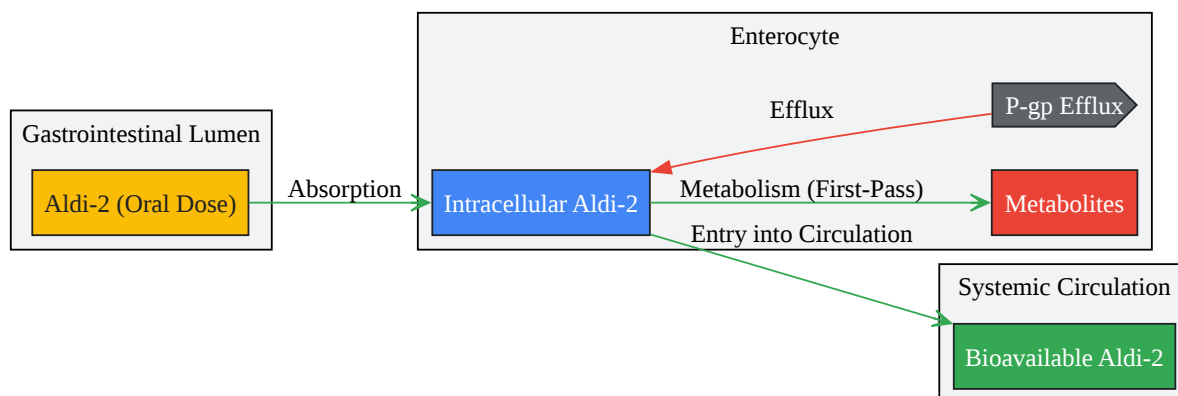 Enterocyte
P-gp Efflux
Efflux
Gastrointestinal Lumen
Aldi-2 (Oral Dose)
Absorption
Intracellular Aldi-2
Metabolism (First-Pass)
Metabolites
Entry into Circulation
Systemic Circulation
Bioavailable Aldi-2